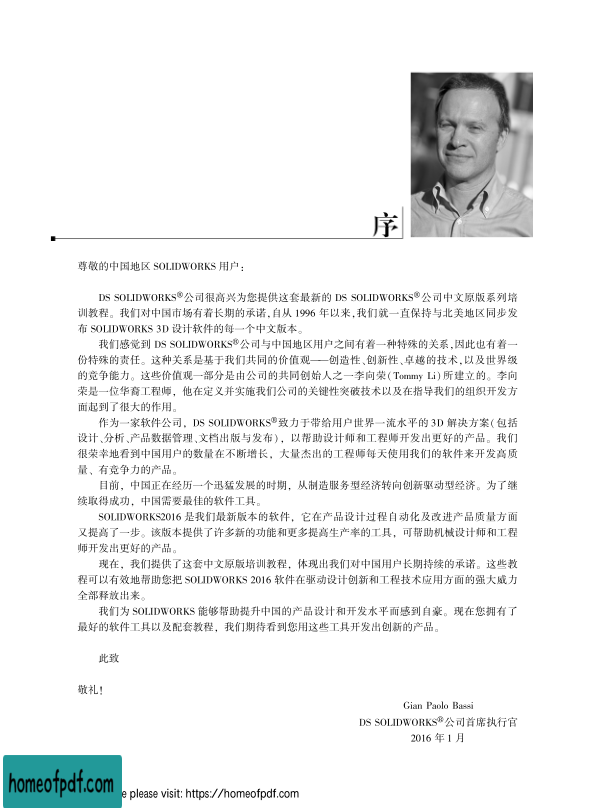 序
尊敬的中国地区 SOLIDWORKS 用户：
DS SOLIDWORKS®公司很高兴为您提供这套最新的 DS SOLIDWORKS®公司中文原版系列培
训教程。我们对中国市场有着长期的承诺,自从 1996 年以来,我们就一直保持与北美地区同步发
布 SOLIDWORKS 3D 设计软件的每一个中文版本。
我们感觉到 DS SOLIDWORKS®公司与中国地区用户之间有着一种特殊的关系,因此也有着一
份特殊的责任。这种关系是基于我们共同的价值观——创造性、创新性、卓越的技术,以及世界级
的竞争能力。这些价值观一部分是由公司的共同创始人之一李向荣(Tommy Li)所建立的。李向
荣是一位华裔工程师，他在定义并实施我们公司的关键性突破技术以及在指导我们的组织开发方
面起到了很大的作用。
作为一家软件公司，DS SOLIDWORKS®致力于带给用户世界一流水平的 3D 解决方案(包括
设计、分析、产品数据管理、文档出版与发布)，以帮助设计师和工程师开发出更好的产品。我们
很荣幸地看到中国用户的数量在不断增长，大量杰出的工程师每天使用我们的软件来开发高质
量、有竞争力的产品。
目前，中国正在经历一个迅猛发展的时期，从制造服务型经济转向创新驱动型经济。为了继
续取得成功，中国需要最佳的软件工具。
SOLIDWORKS2016 是我们最新版本的软件，它在产品设计过程自动化及改进产品质量方面
又提高了一步。该版本提供了许多新的功能和更多提高生产率的工具，可帮助机械设计师和工程
师开发出更好的产品。
现在，我们提供了这套中文原版培训教程，体现出我们对中国用户长期持续的承诺。这些教
程可以有效地帮助您把 SOLIDWORKS 2016 软件在驱动设计创新和工程技术应用方面的强大威力
全部释放出来。
我们为 SOLIDWORKS 能够帮助提升中国的产品设计和开发水平而感到自豪。现在您拥有了
最好的软件工具以及配套教程，我们期待看到您用这些工具开发出创新的产品。
此致
敬礼！
Gian Paolo Bassi
DS SOLIDWORKS®公司首席执行官
2016 年 1 月
homeofpdf.com
please visit: https://homeofpdf.com